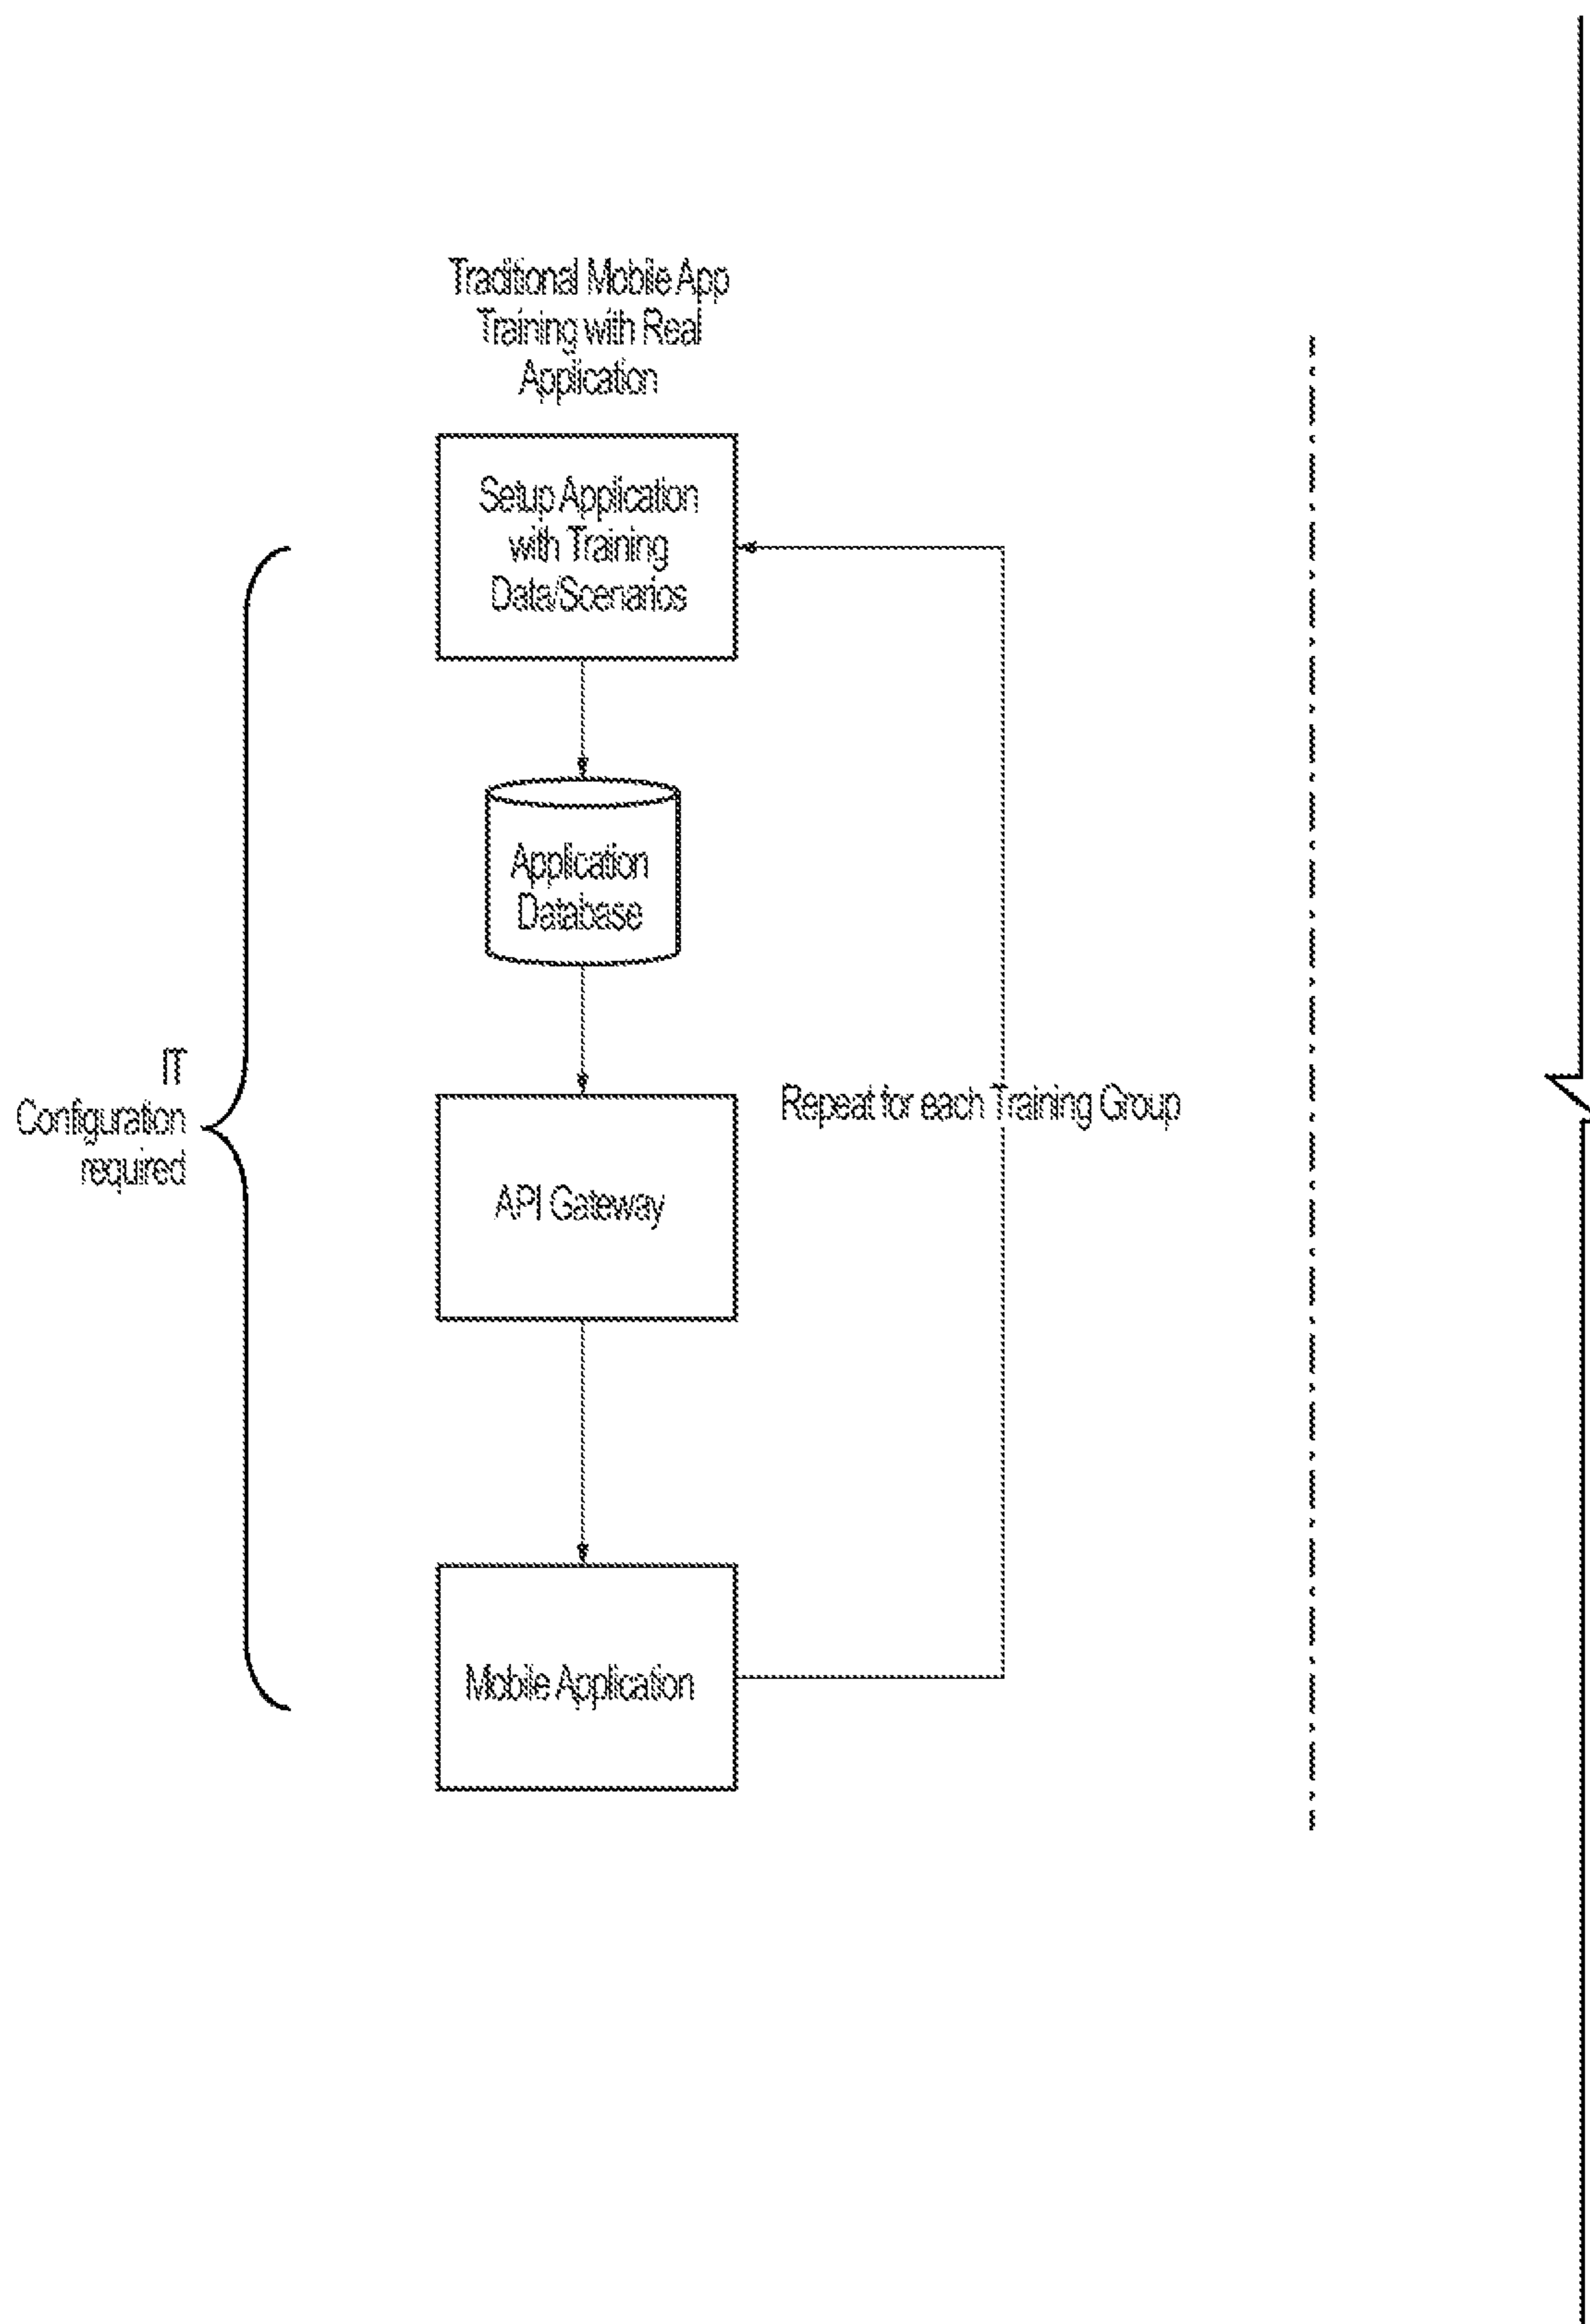 Traditional Mobile App
Training with Real
Application
Setup Application
with Training
Data/Scenarios
Application
Database
IT
Configuration
required
Repeat for each Training Group
API Gateway
Mobile Application